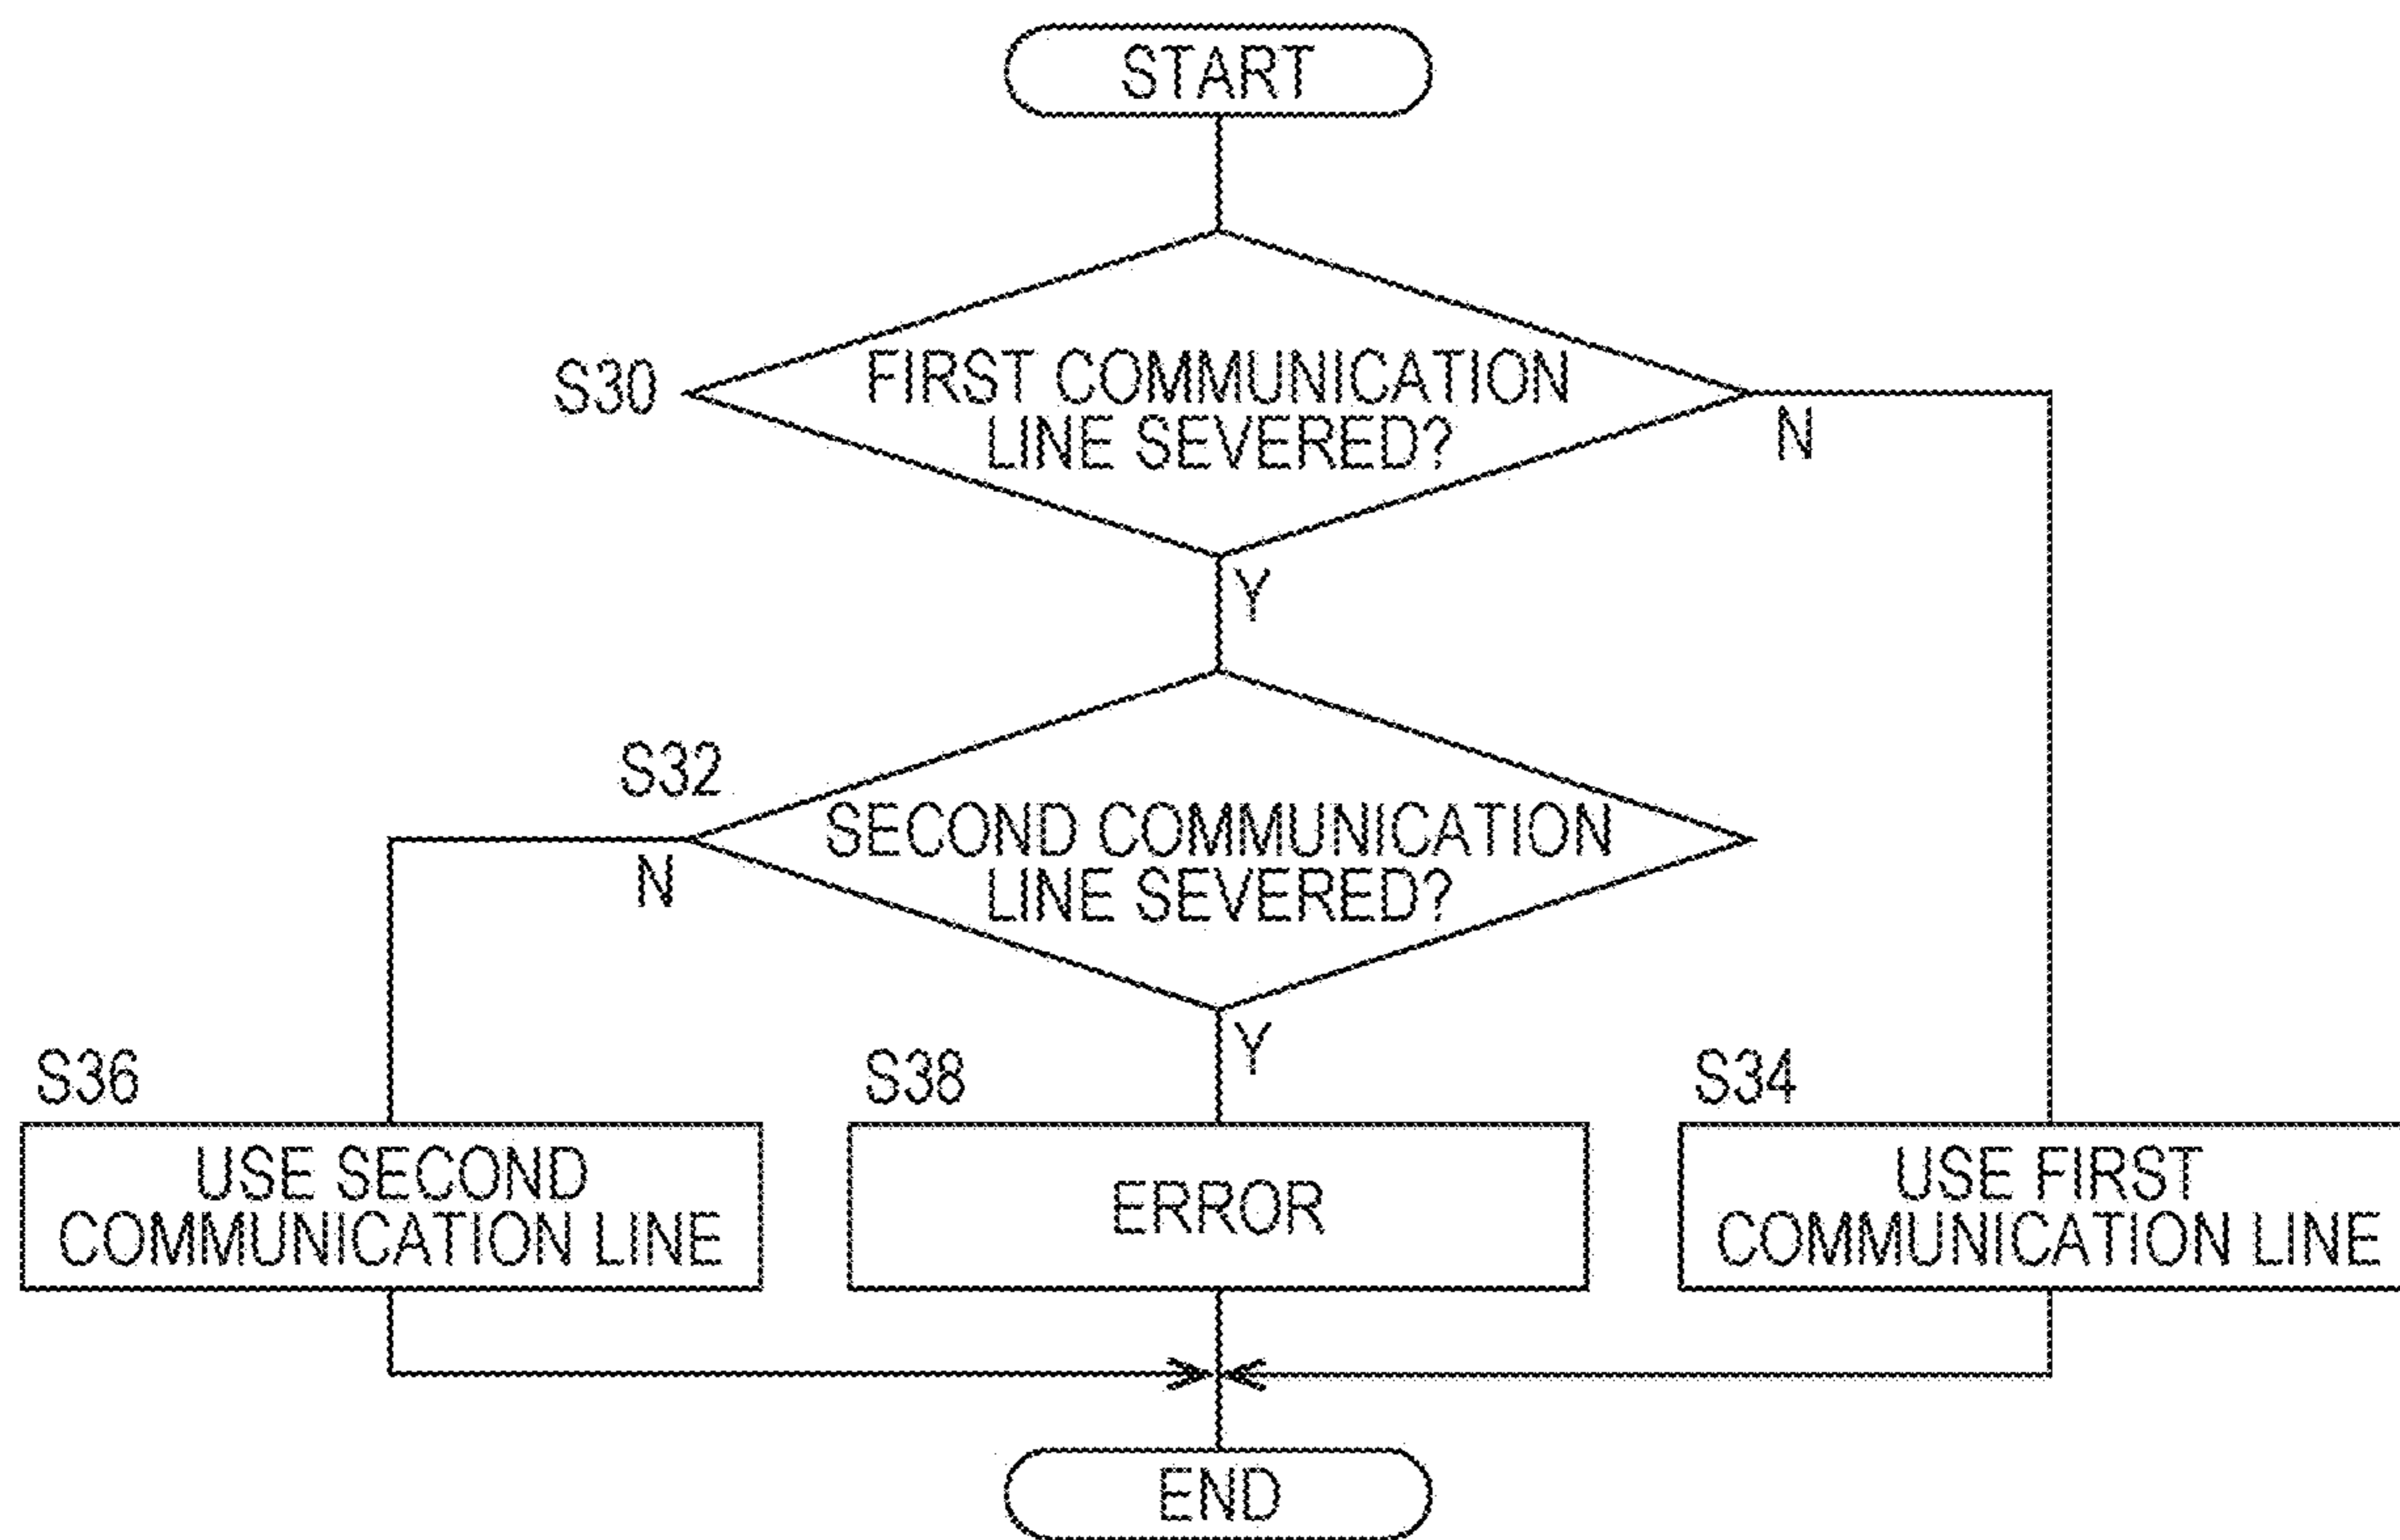 START
S30
FIRST COMMUNICATION
LINE SEVERED?
N
Y
S32
SECOND COMMUNICATION
LINE SEVERED?
N
Y
S36
USE SECOND
COMMUNICATION LINE
S38
ERROR
S34
USE FIRST
COMMUNICATION LINE
END